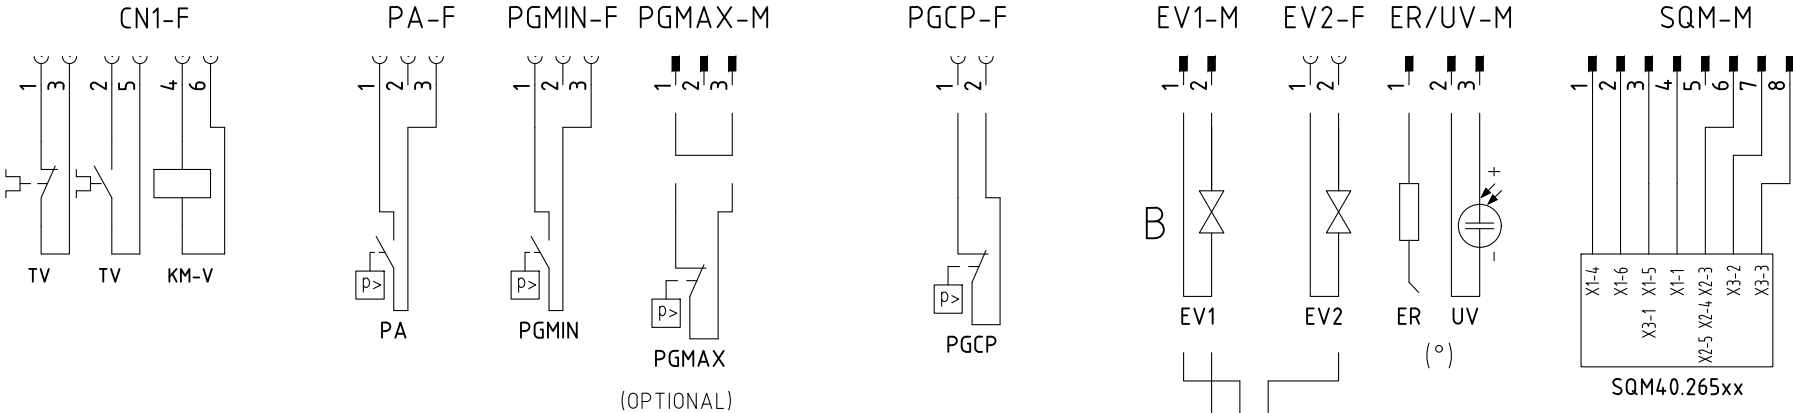 CN1-F PA-F PGMIN-F PGMAX-M PGCP-F EV1-M EV2-F ER/UV-M SQM-M
1 3 2 5 4 6 1 2 3 1 2 3 1 2 3 1 2 1 2 1 2 1 2 3 1 2 3 4 5 6 7 8
+
B
-
p> p> p> p>
TV TV KM-V
PA PGMIN PGMAX PGCP
EV1 EV2 ER UV
(°)
(OPTIONAL)
X1-4 X1-6 X3-1 X1-5 X1-1 X2-5 X2-4 X2-3 X3-2 X3-3
SQM40.265xx